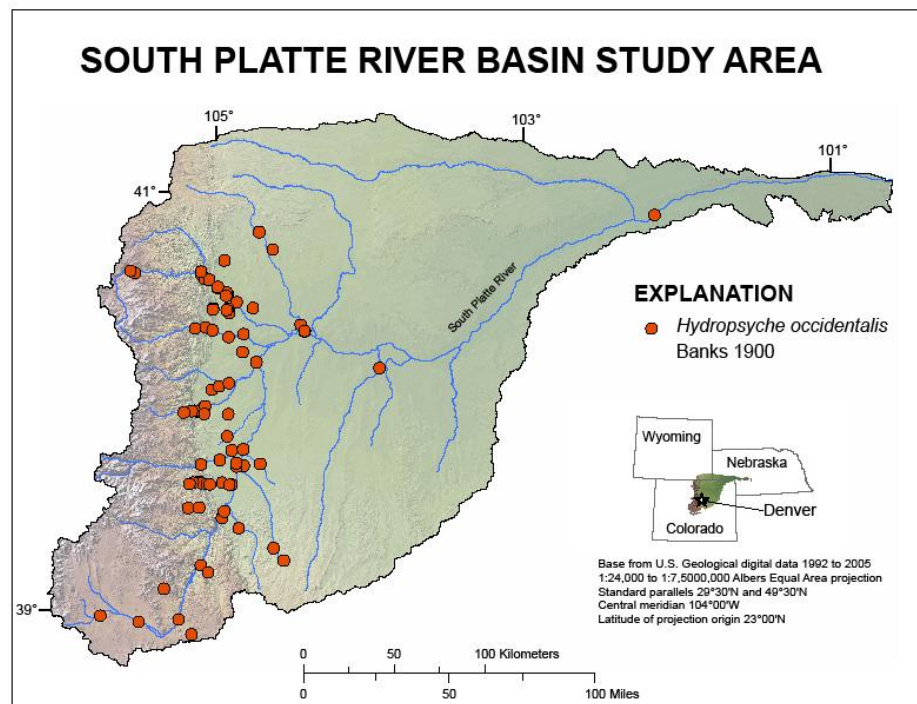 SOUTH PLATTE RIVER BASIN STUDY AREA
105°
103°
101°
41°
South Platte River
EXPLANATION
Hydropsyche occidentalis
Banks 1900
Wyoming
Nebraska
Denver
Colorado
Base from U.S. Geological digital data 1992 to 2005
1:24,000 to 1:7,5000,000 Albers Equal Area projection
Standard parallels 29°30'N and 49°30'N
Central meridian 104°00'W
Latitude of projection origin 23°00'N
39°
0 50 100 Kilometers
0 50 100 Miles